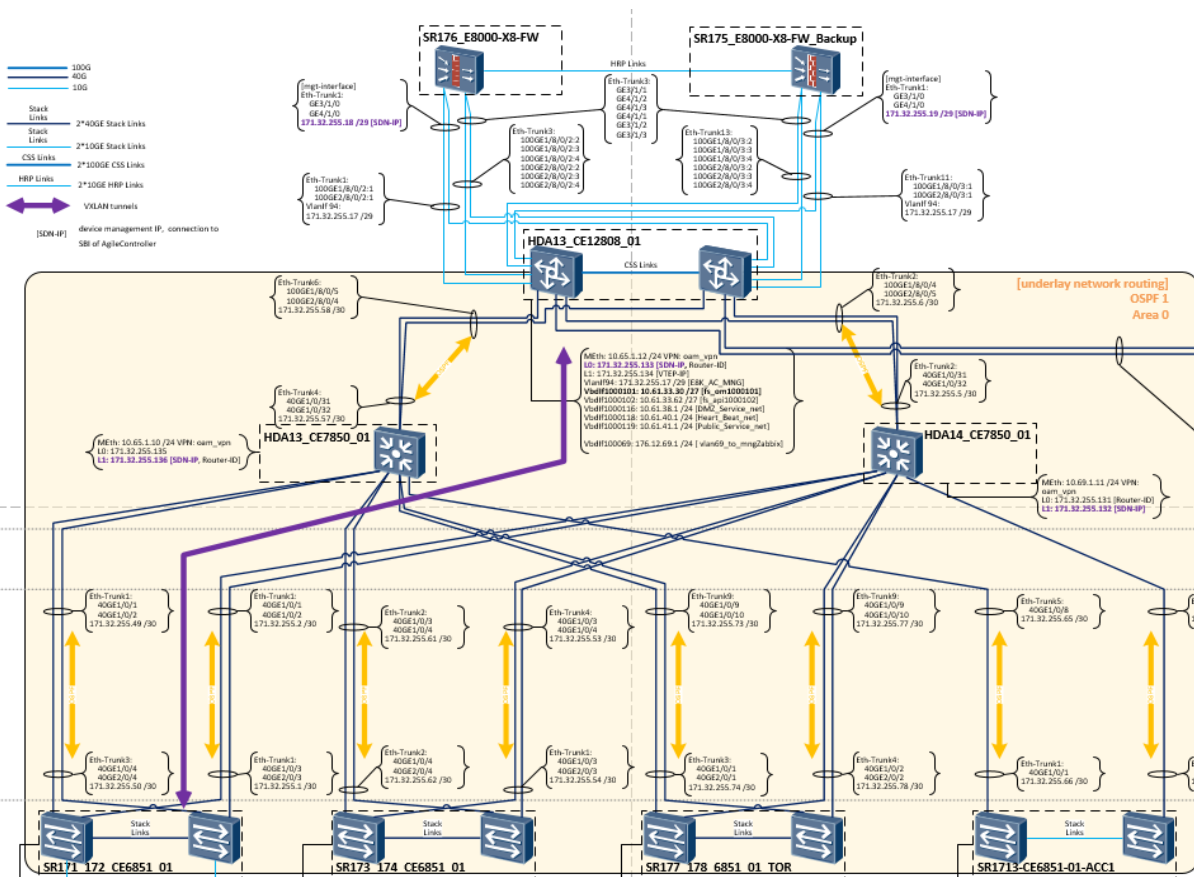 SR176_E8000-X8-FW
SR175_E8000-X8-FW_Backup
HRP Links
100G
40G
10G
Stack
Links
2*40GE Stack Links
Stack
Links
2*10GE Stack Links
CSS Links
2*100GE CSS Links
HRP Links
2*10GE HRP Links
VXLAN tunnels
[SDN-IP]
device management IP, connection to
SBI of AgileController
[mgt-interface]
Eth-Trunk1:
GE3/1/0
GE4/1/0
171.32.255.18 /29 [SDN-IP]
Eth-Trunk3:
GE3/1/1
GE4/1/2
GE4/1/3
GE4/1/1
GE3/1/2
GE3/1/3
[mgt-interface]
Eth-Trunk1:
GE3/1/0
GE4/1/0
171.32.255.19 /29 [SDN-IP]
Eth-Trunk3:
100GE1/8/0/2:2
100GE1/8/0/2:3
100GE1/8/0/2:4
100GE2/8/0/2:2
100GE2/8/0/2:3
100GE2/8/0/2:4
Eth-Trunk13:
100GE1/8/0/3:2
100GE1/8/0/3:3
100GE1/8/0/3:4
100GE2/8/0/3:2
100GE2/8/0/3:3
100GE2/8/0/3:4
Eth-Trunk1:
100GE1/8/0/2:1
100GE2/8/0/2:1
Vlanif 94:
171.32.255.17 /29
Eth-Trunk11:
100GE1/8/0/3:1
100GE2/8/0/3:1
Vlanif 94:
171.32.255.17 /29
HDA13_CE12808_01
CSS Links
Eth-Trunk6:
100GE1/8/0/5
100GE2/8/0/4
171.32.255.58 /30
Eth-Trunk2:
100GE1/8/0/4
100GE2/8/0/5
171.32.255.6 /30
[underlay network routing]
OSPF 1
Area 0
MEth: 10.65.1.12 /24 VPN: oam_vpn
L0: 171.32.255.133 [SDN-IP, Router-ID]
L1: 171.32.255.134 [VTEP-IP]
Vlanif94: 171.32.255.17 /29 [E8K_AC_MNG]
Vbdif1000101: 10.61.33.30 /27 [fs_om1000101]
Vbdif1000102: 10.61.33.62 /27 [fs_api1000102]
Vbdif1000116: 10.61.38.1 /24 [DMZ_Service_net]
Vbdif1000118: 10.61.40.1 /24 [Heart_Beat_net]
Vbdif1000119: 10.61.41.1 /24 [Public_Service_net]
Vbdif100069: 176.12.69.1 /24 [ vlan69_to_mngZabbix]
Eth-Trunk4:
40GE1/0/31
40GE1/0/32
171.32.255.57 /30
Eth-Trunk2:
40GE1/0/31
40GE1/0/32
171.32.255.5 /30
HDA13_CE7850_01
HDA14_CE7850_01
MEth: 10.65.1.10 /24 VPN: oam_vpn
L0: 171.32.255.135
L1: 171.32.255.136 [SDN-IP, Router-ID]
MEth: 10.69.1.11 /24 VPN:
oam_vpn
L0: 171.32.255.131 [Router-ID]
L1: 171.32.255.132 [SDN-IP]
Eth-Trunk1:
40GE1/0/1
40GE1/0/2
171.32.255.49 /30
Eth-Trunk1:
40GE1/0/1
40GE1/0/2
171.32.255.2 /30
Eth-Trunk2:
40GE1/0/3
40GE1/0/4
171.32.255.61 /30
Eth-Trunk4:
40GE1/0/3
40GE1/0/4
171.32.255.53 /30
Eth-Trunk9:
40GE1/0/9
40GE1/0/10
171.32.255.73 /30
Eth-Trunk9:
40GE1/0/9
40GE1/0/10
171.32.255.77 /30
Eth-Trunk5:
40GE1/0/8
171.32.255.65 /30
Eth-Trunk3:
40GE1/0/4
40GE2/0/4
171.32.255.50 /30
Eth-Trunk1:
40GE1/0/3
40GE2/0/3
171.32.255.1 /30
Eth-Trunk2:
40GE1/0/4
40GE2/0/4
171.32.255.62 /30
Eth-Trunk1:
40GE1/0/3
40GE2/0/3
171.32.255.54 /30
Eth-Trunk3:
40GE1/0/1
40GE2/0/1
171.32.255.74 /30
Eth-Trunk4:
40GE1/0/2
40GE2/0/2
171.32.255.78 /30
Eth-Trunk1:
40GE1/0/1
171.32.255.66 /30
Stack
Links
Stack
Links
Stack
Links
Stack
Links
SR171_172_CE6851_01
SR173_174_CE6851_01
SR177_178_6851_01_TOR
SR1713-CE6851-01-ACC1